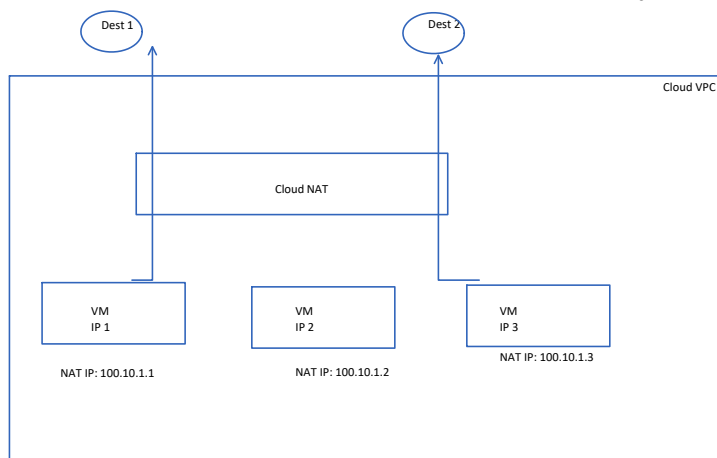 Dest 1
Dest 2
Cloud VPC
Cloud NAT
VM
IP 1
VM
IP 2
VM
IP 3
NAT IP: 100.10.1.1
NAT IP: 100.10.1.2
NAT IP: 100.10.1.3